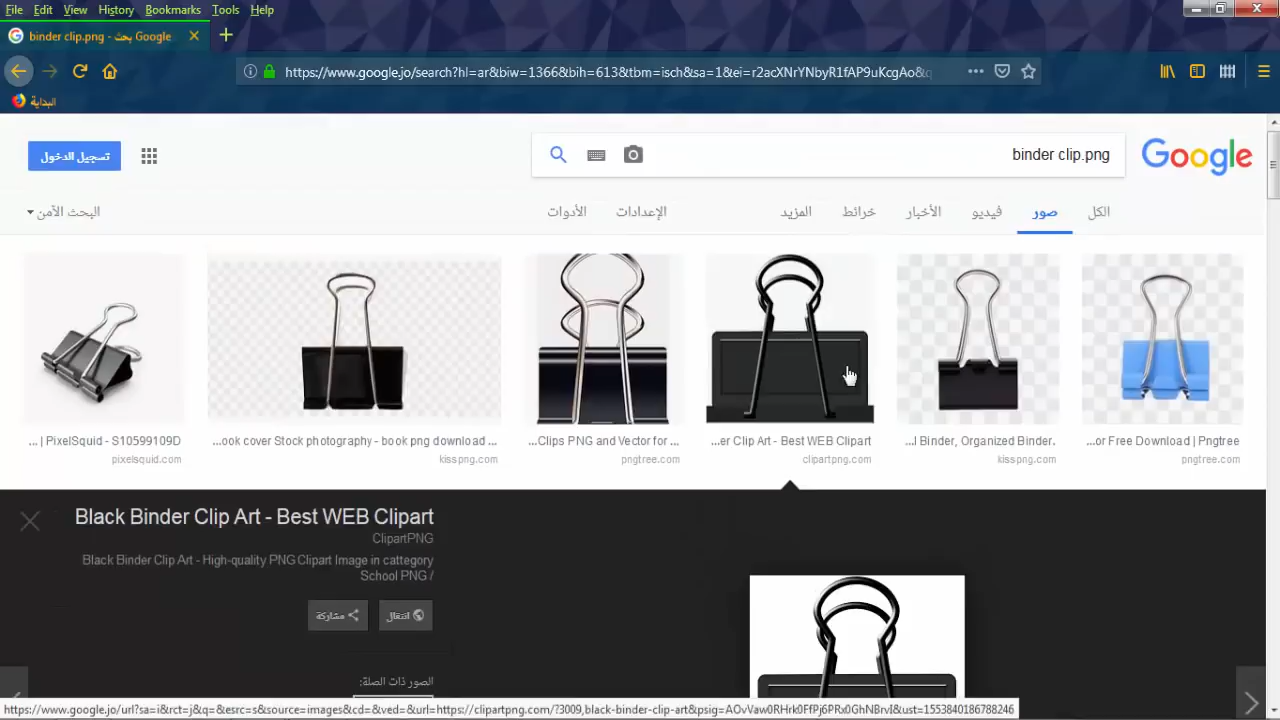 File Edit View History Bookmarks Tools Help
binder clip.png - بحث Google
https://www.google.jo/search?hl=ar&biw=1366&bih=613&tbm=isch&sa=1&ei=r2acXNrYNbyR1fAP9uKcgAo&
البداية
تسجيل الدخول
binder clip.png
Google
الكل صور فيديو الأخبار خرائط المزيد الإعدادات الأدوات البحث الآمن
... | PixelSquid - S10599109D
pixelsquid.com
...ook cover Stock photography - book png download ...
kisspng.com
...Clips PNG and Vector for ...
pngtree.com
...er Clip Art - Best WEB Clipart
clipartpng.com
...l Binder, Organized Binder.
kisspng.com
...or Free Download | Pngtree
pngtree.com
Black Binder Clip Art - Best WEB Clipart
ClipartPNG
Black Binder Clip Art - High-quality PNG Clipart Image in cattegory
School PNG /
انتقال
مشاركة
الصور ذات الصلة:
https://www.google.jo/url?sa=i&rct=j&q=&esrc=s&source=images&cd=&ved=&url=https://clipartpng.com/?3009,black-binder-clip-art&psig=AOvVaw0RHrk0FfPj6PRx0GhNBrvI&ust=1553840186788246